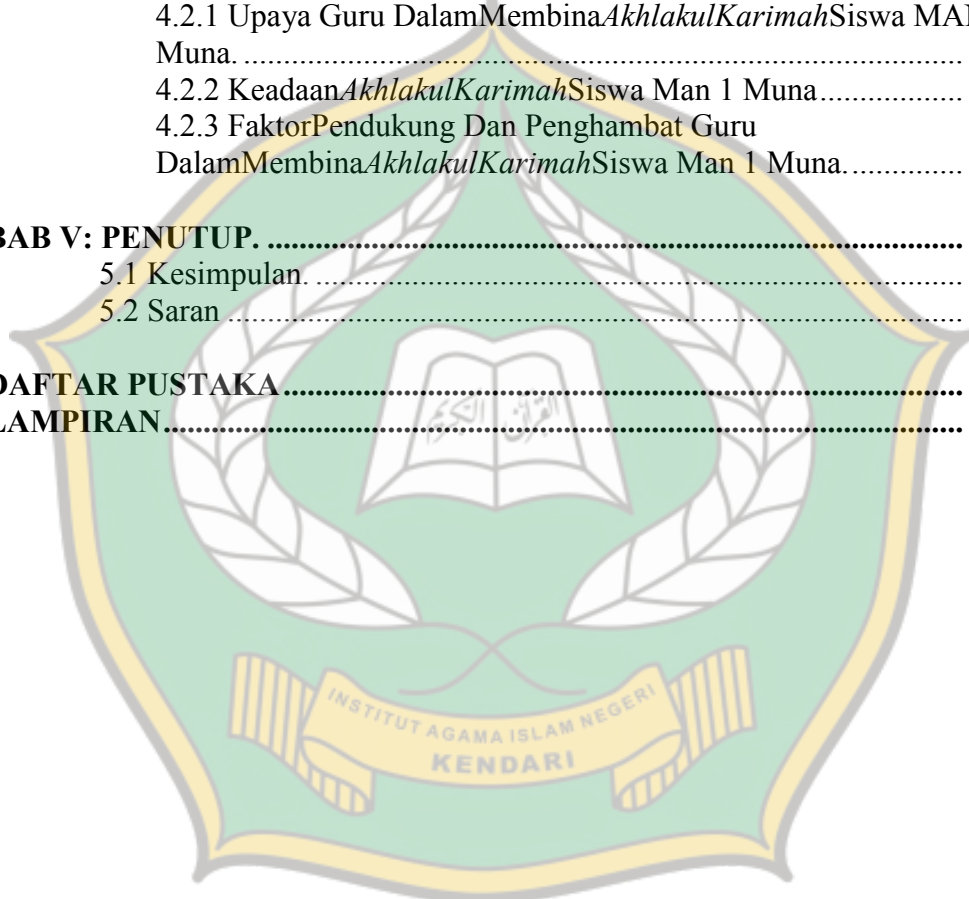 4.2.1 Upaya Guru DalamMembinaAkhlakulKarimahSiswa MAN
Muna. ........................................................................
4.2.2 KeadaanAkhlakulKarimahSiswa Man 1 Muna................
4.2.3 FaktorPendukung Dan Penghambat Guru
DalamMembinaAkhlakulKarimahSiswa Man 1 Muna..............
BAB V: PENUTUP. .....................................................................
5.1 Kesimpulan. .................................................................
5.2 Saran .........................................................................
DAFTAR PUSTAKA....................................................................
LAMPIRAN................................................................................
القرآن الكريم
INSTITUT AGAMA ISLAM NEGERI
KENDARI